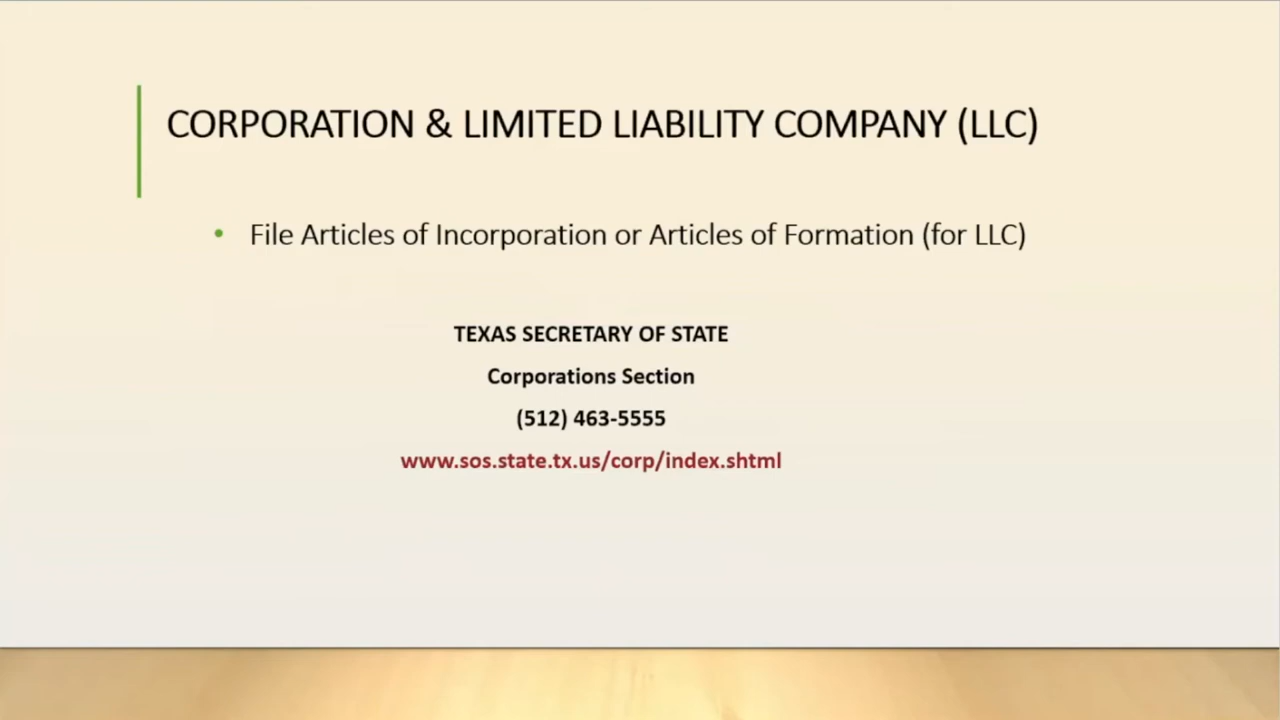 CORPORATION & LIMITED LIABILITY COMPANY (LLC)
• File Articles of Incorporation or Articles of Formation (for LLC)
TEXAS SECRETARY OF STATE
Corporations Section
(512) 463-5555
www.sos.state.tx.us/corp/index.shtml